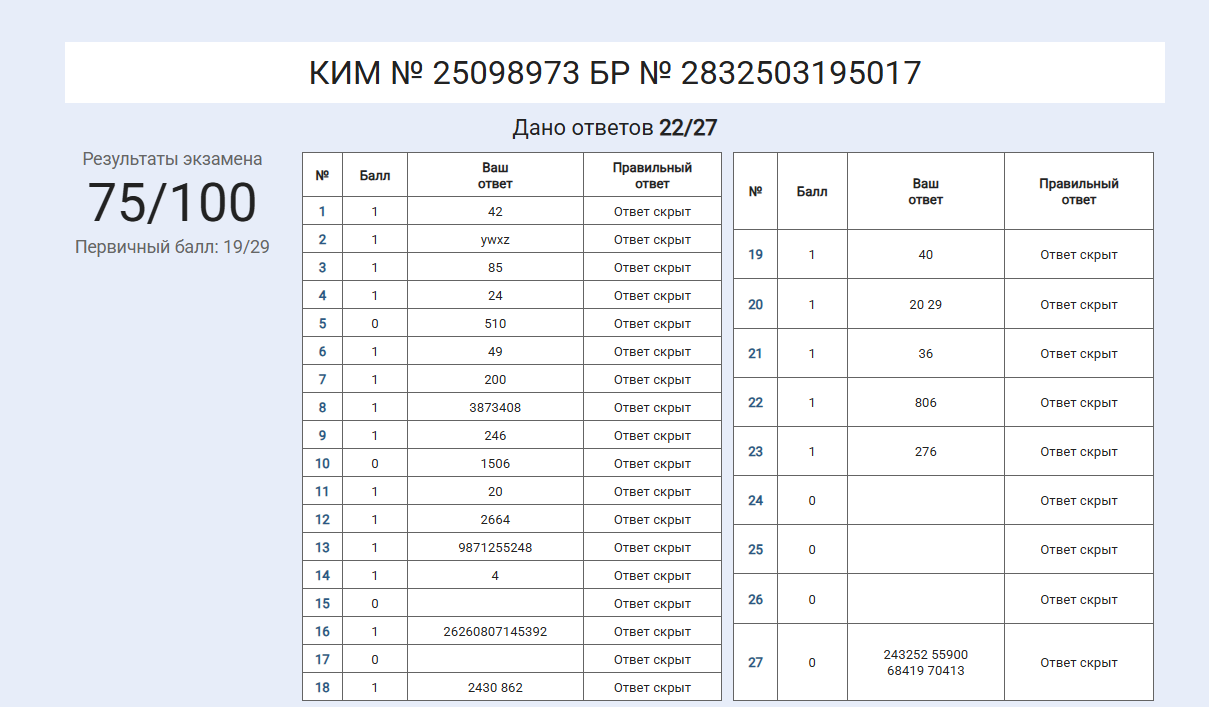 КИМ № 25098973 БР № 2832503195017
Дано ответов 22/27
Результаты экзамена
75/100
Первичный балл: 19/29
№ Балл Ваш ответ Правильный ответ
1 1 42 Ответ скрыт
2 1 ywxz Ответ скрыт
3 1 85 Ответ скрыт
4 1 24 Ответ скрыт
5 0 510 Ответ скрыт
6 1 49 Ответ скрыт
7 1 200 Ответ скрыт
8 1 3873408 Ответ скрыт
9 1 246 Ответ скрыт
10 0 1506 Ответ скрыт
11 1 20 Ответ скрыт
12 1 2664 Ответ скрыт
13 1 9871255248 Ответ скрыт
14 1 4 Ответ скрыт
15 0 Ответ скрыт
16 1 26260807145392 Ответ скрыт
17 0 Ответ скрыт
18 1 2430 862 Ответ скрыт
№ Балл Ваш ответ Правильный ответ
19 1 40 Ответ скрыт
20 1 20 29 Ответ скрыт
21 1 36 Ответ скрыт
22 1 806 Ответ скрыт
23 1 276 Ответ скрыт
24 0 Ответ скрыт
25 0 Ответ скрыт
26 0 Ответ скрыт
27 0 243252 55900 68419 70413 Ответ скрыт